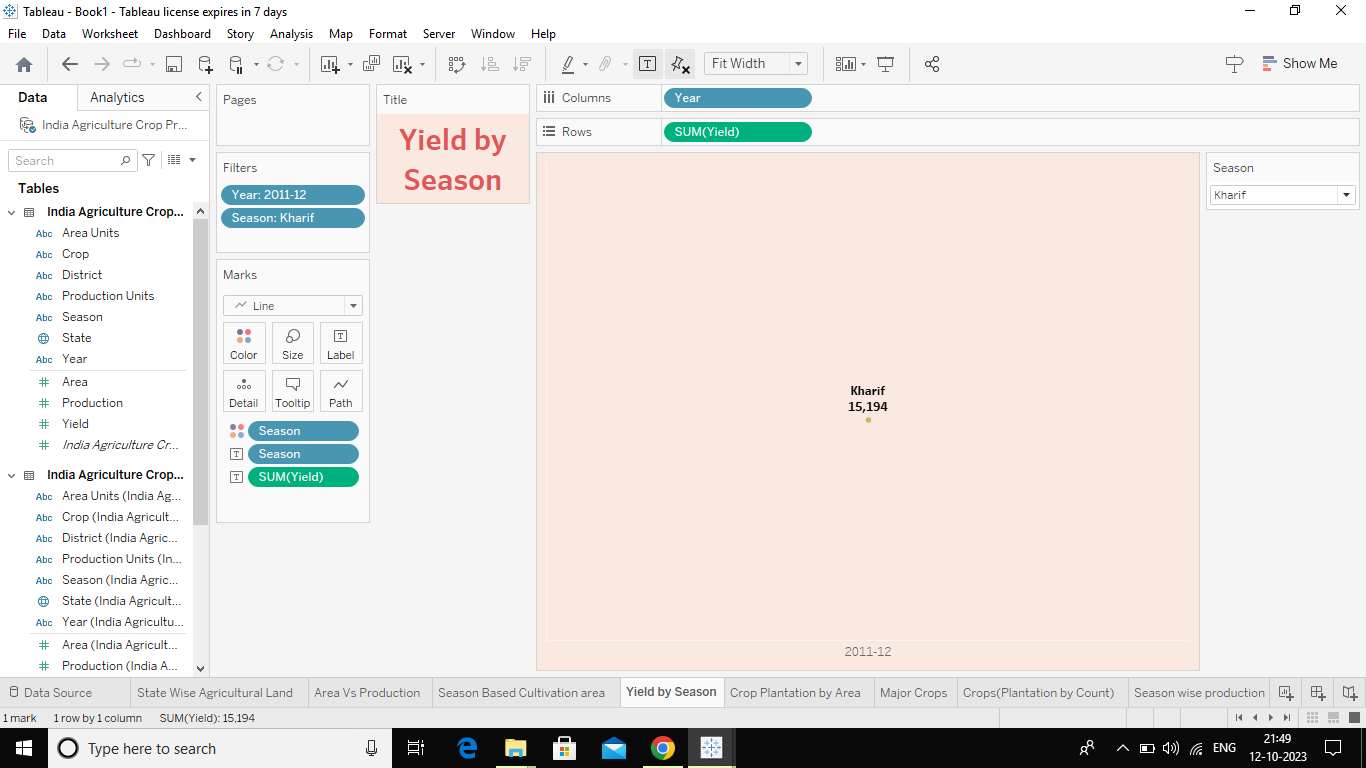 Tableau - Book1 - Tableau license expires in 7 days
File Data Worksheet Dashboard Story Analysis Map Format Server Window Help
Fit Width
Show Me
Data Analytics
India Agriculture Crop Pr...
Search
Tables
India Agriculture Crop...
Abc Area Units
Abc Crop
Abc District
Abc Production Units
Abc Season
State
Abc Year
Area
Production
Yield
India Agriculture Cr...
India Agriculture Crop...
Abc Area Units (India Ag...
Abc Crop (India Agricult...
Abc District (India Agric...
Abc Production Units (In...
Abc Season (India Agric...
State (India Agricult...
Abc Year (India Agricultu...
Area (India Agricult...
Production (India A...
Pages
Filters
Year: 2011-12
Season: Kharif
Marks
Line
Color Size Label
Detail Tooltip Path
Season
Season
SUM(Yield)
Title
Yield by
Season
Columns Year
Rows SUM(Yield)
Kharif
15,194
2011-12
Season
Kharif
Data Source State Wise Agricultural Land Area Vs Production Season Based Cultivation area Yield by Season Crop Plantation by Area Major Crops Crops(Plantation by Count) Season wise production
1 mark 1 row by 1 column SUM(Yield): 15,194
Type here to search
ENG
21:49
12-10-2023